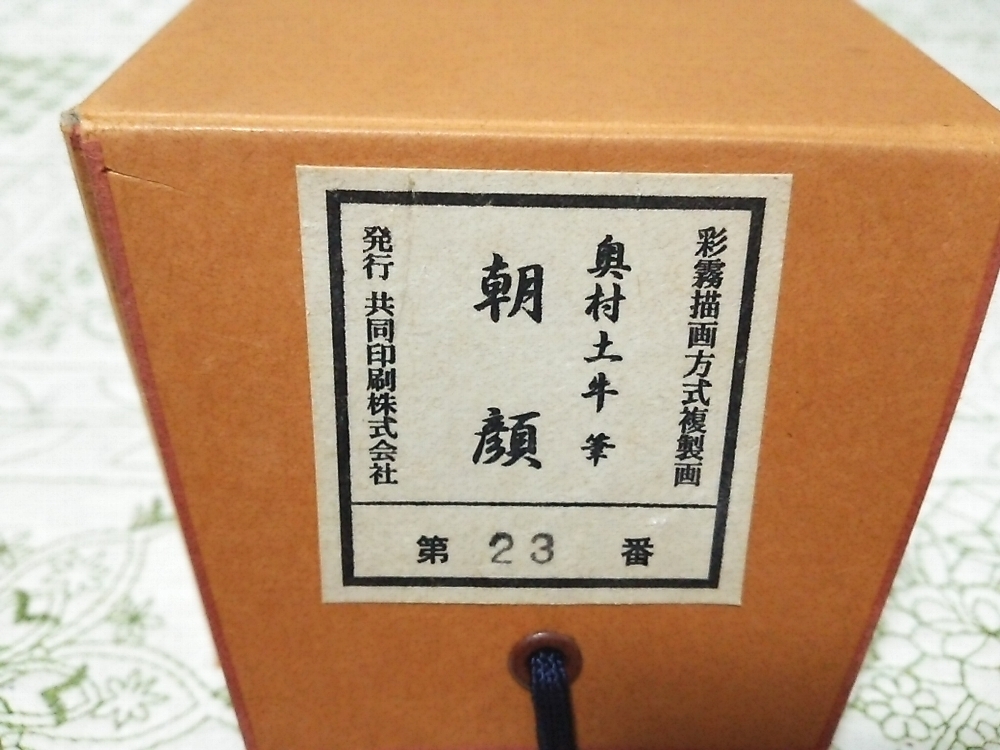 彩霧描画方式複製画
奥村土牛筆
朝顔
発行 共同印刷株式会社
第 23 番